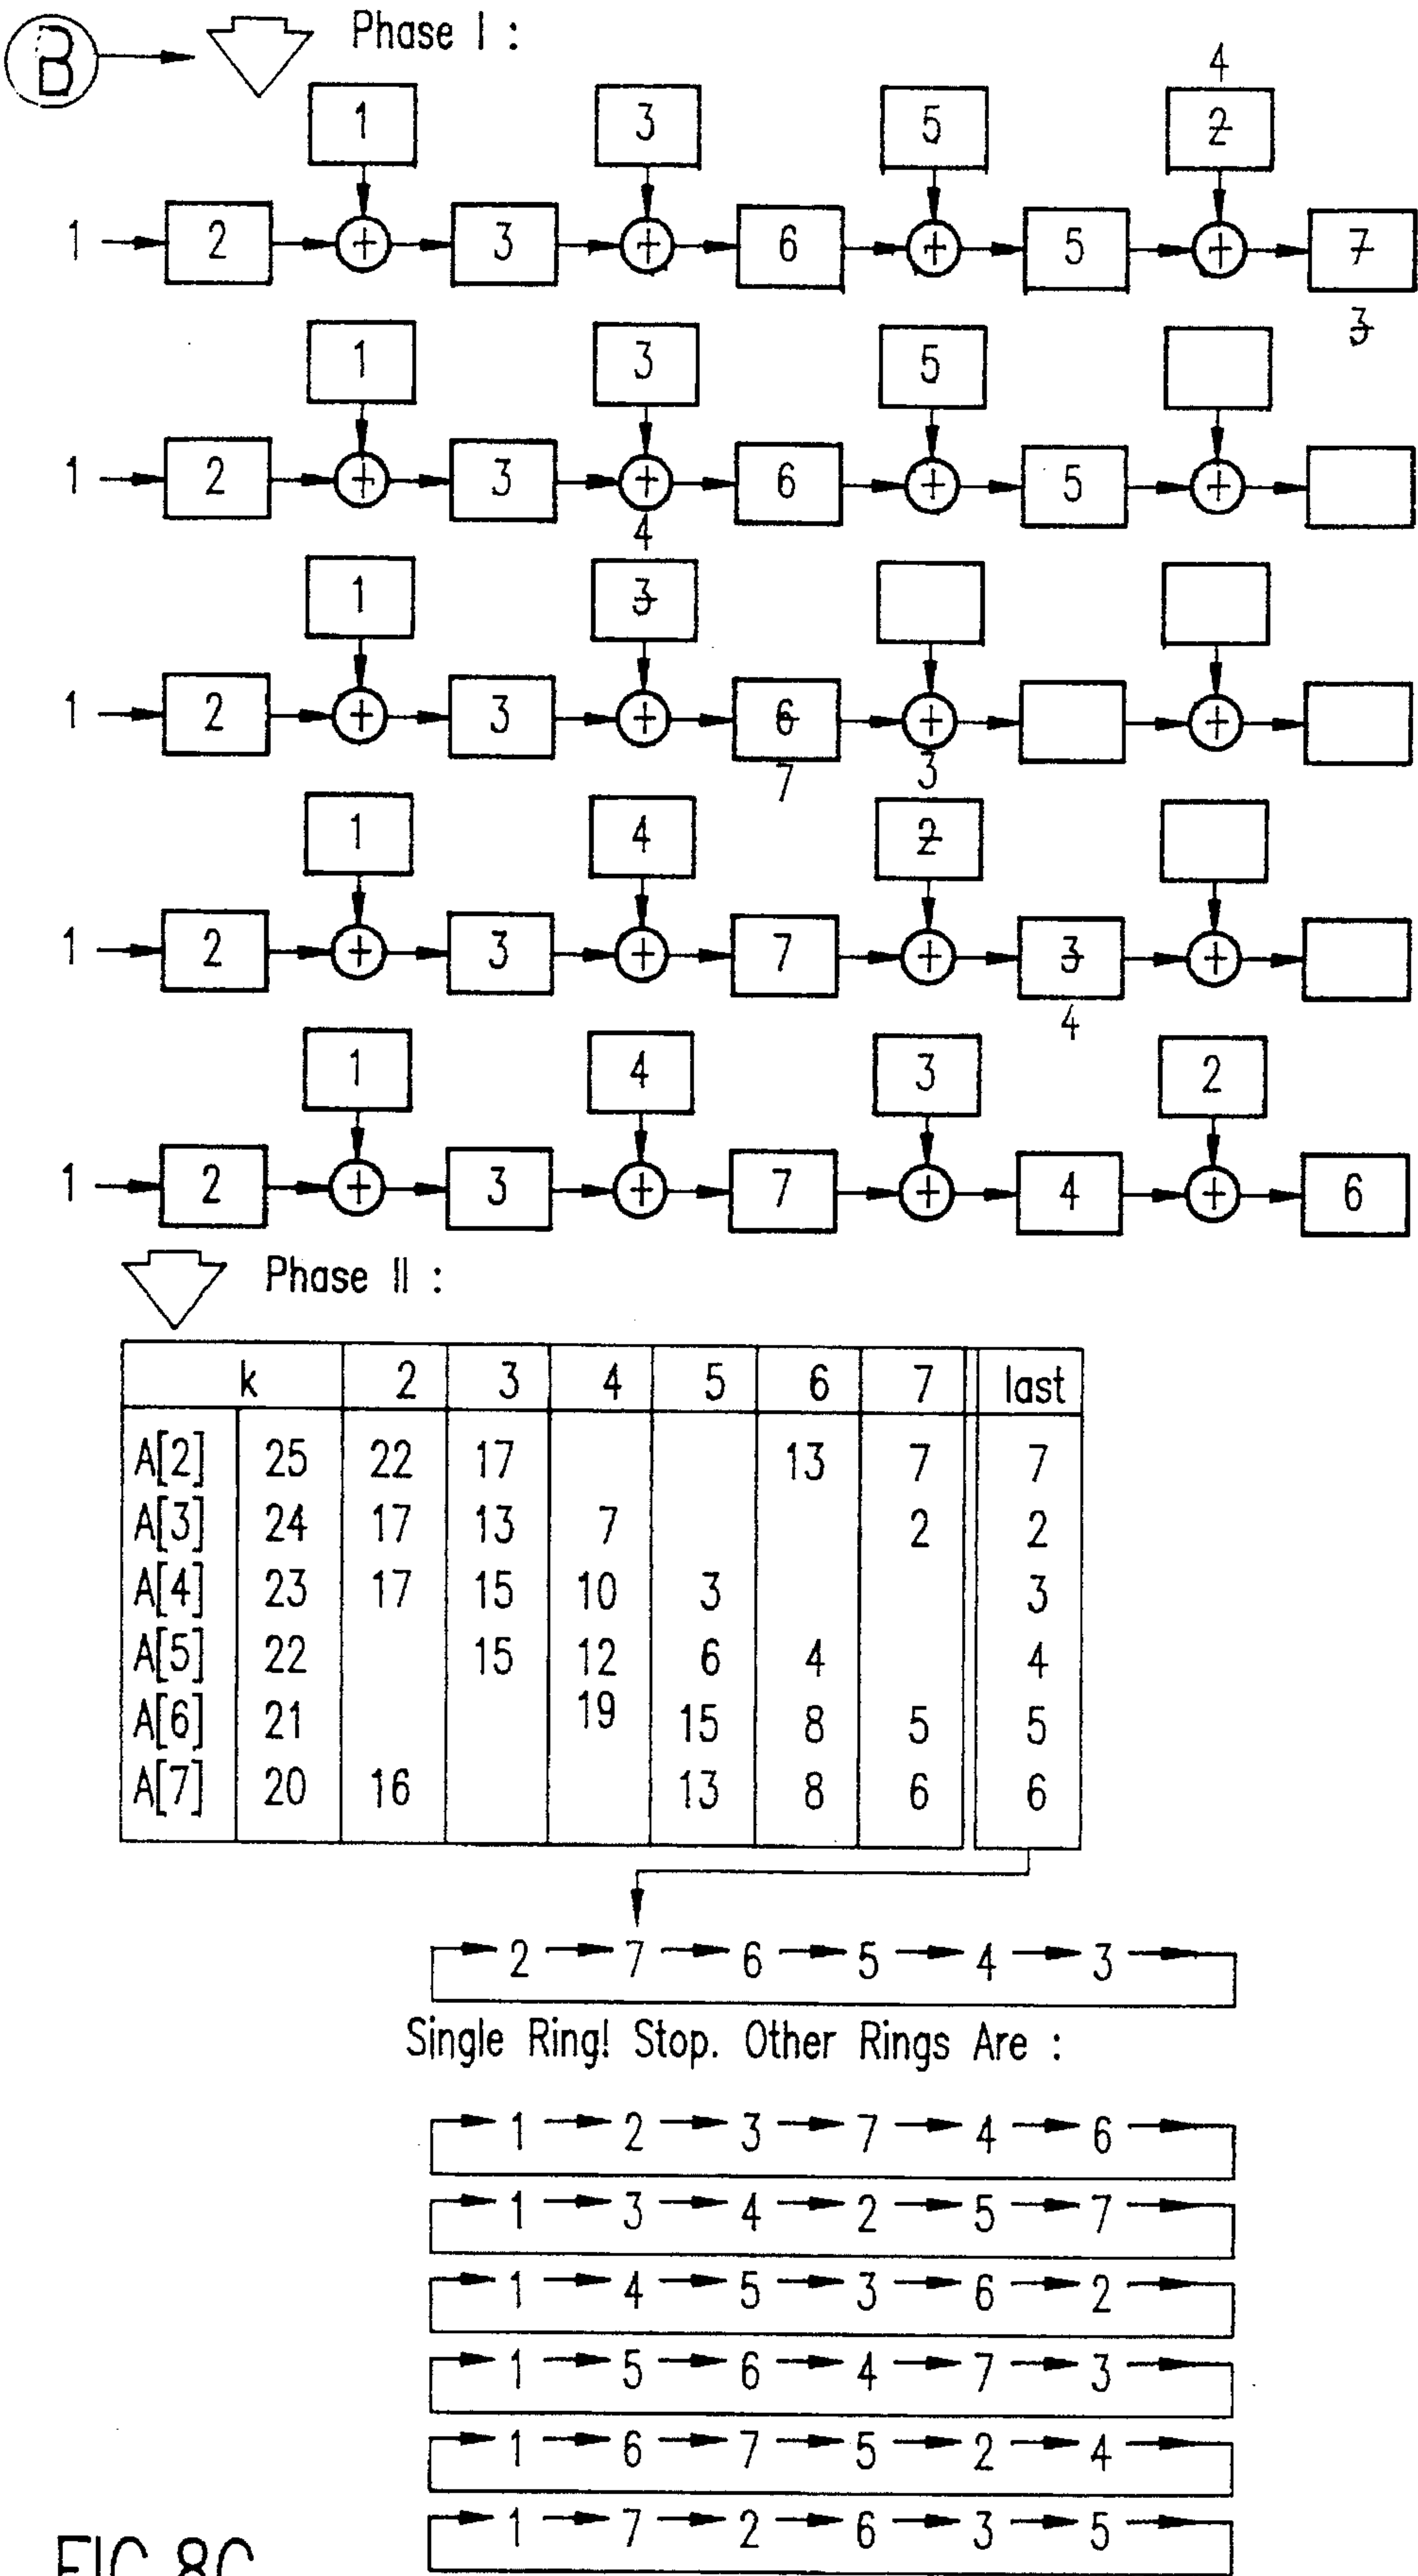 B Phase I :
4
1 3 5 2
1 2 + 3 + 6 + 5 + 7
3
1 3 5
1 2 + 3 + 6 + 5 +
4
1 3
1 2 + 3 + 6 + +
7 3
1 4 2
1 2 + 3 + 7 + 3 +
4
1 4 3 2
1 2 + 3 + 7 + 4 + 6
Phase II :
k 2 3 4 5 6 7 last
A[2] 25 22 17 13 7 7
A[3] 24 17 13 7 2 2
A[4] 23 17 15 10 3 3
A[5] 22 15 12 6 4 4
A[6] 21 19 15 8 5 5
A[7] 20 16 13 8 6 6
2 7 6 5 4 3
Single Ring! Stop. Other Rings Are :
1 2 3 7 4 6
1 3 4 2 5 7
1 4 5 3 6 2
1 5 6 4 7 3
1 6 7 5 2 4
1 7 2 6 3 5
FIG. 8C